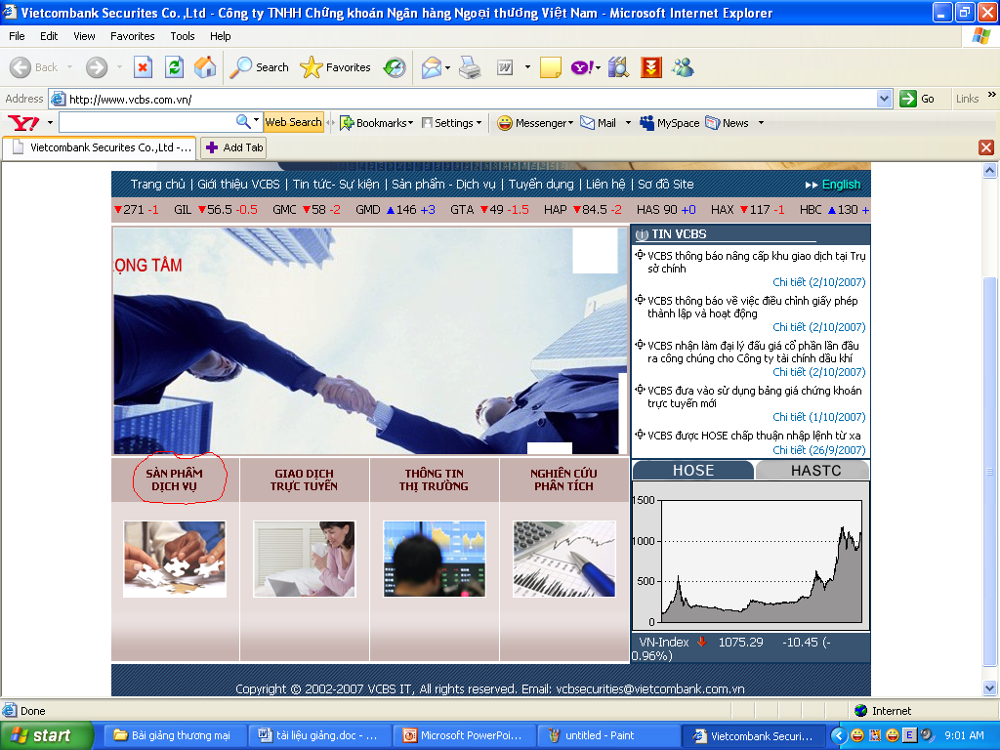 Vietcombank Securites Co. ,Ltd - Công ty TNHH Chứng khoán Ngân hàng Ngoại thương Việt Nam - Microsoft Internet Explorer
File Edit View Favorites Tools Help
Back Search Favorites
Address http://www.vcbs.com.vn/ Go Links »
Y! Web Search Bookmarks Settings Messenger Mail MySpace News
Vietcombank Securites Co.,Ltd -... Add Tab
Trang chủ | Giới thiệu VCBS | Tin tức- Sự kiện | Sản phẩm - Dịch vụ | Tuyển dụng | Liên hệ | Sơ đồ Site English
▼271 -1 GIL ▼56.5 -0.5 GMC ▼58 -2 GMD ▲146 +3 GTA ▼49 -1.5 HAP ▼84.5 -2 HAS 90 +0 HAX ▼117 -1 HBC ▲130 +
ỌNG TÂM
TIN VCBS
VCBS thông báo nâng cấp khu giao dịch tại Trụ
sở chính
Chi tiết (2/10/2007)
VCBS thông báo về việc điều chỉnh giấy phép
thành lập và hoạt động
Chi tiết (2/10/2007)
VCBS nhận làm đại lý đấu giá cổ phần lần đầu
ra công chúng cho Công ty tài chính dầu khí
Chi tiết (2/10/2007)
VCBS đưa vào sử dụng bảng giá chứng khoán
trực tuyến mới
Chi tiết (1/10/2007)
VCBS được HOSE chấp thuận nhập lệnh từ xa
Chi tiết (26/9/2007)
SẢN PHẨM
DỊCH VỤ
GIAO DỊCH
TRỰC TUYẾN
THÔNG TIN
THỊ TRƯỜNG
NGHIÊN CỨU
PHÂN TÍCH
HOSE HASTC
1500
1000
500
0
VN-Index 1075.29 -10.45 (-
0.96%)
Copyright © 2002-2007 VCBS IT, All rights reserved. Email: vcbsecurities@vietcombank.com.vn
Done Internet
start Bài giảng thương mại tài liệu giảng.doc - ... Microsoft PowerPoi... untitled - Paint Vietcombank Securi... E 9:01 AM